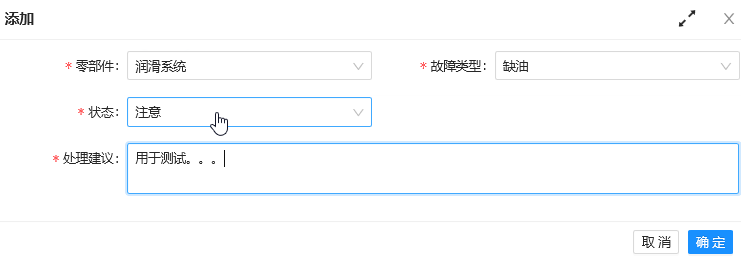 添加
* 零部件： 润滑系统 * 故障类型： 缺油
* 状态： 注意
* 处理建议： 用于测试。。。
取 消 确 定